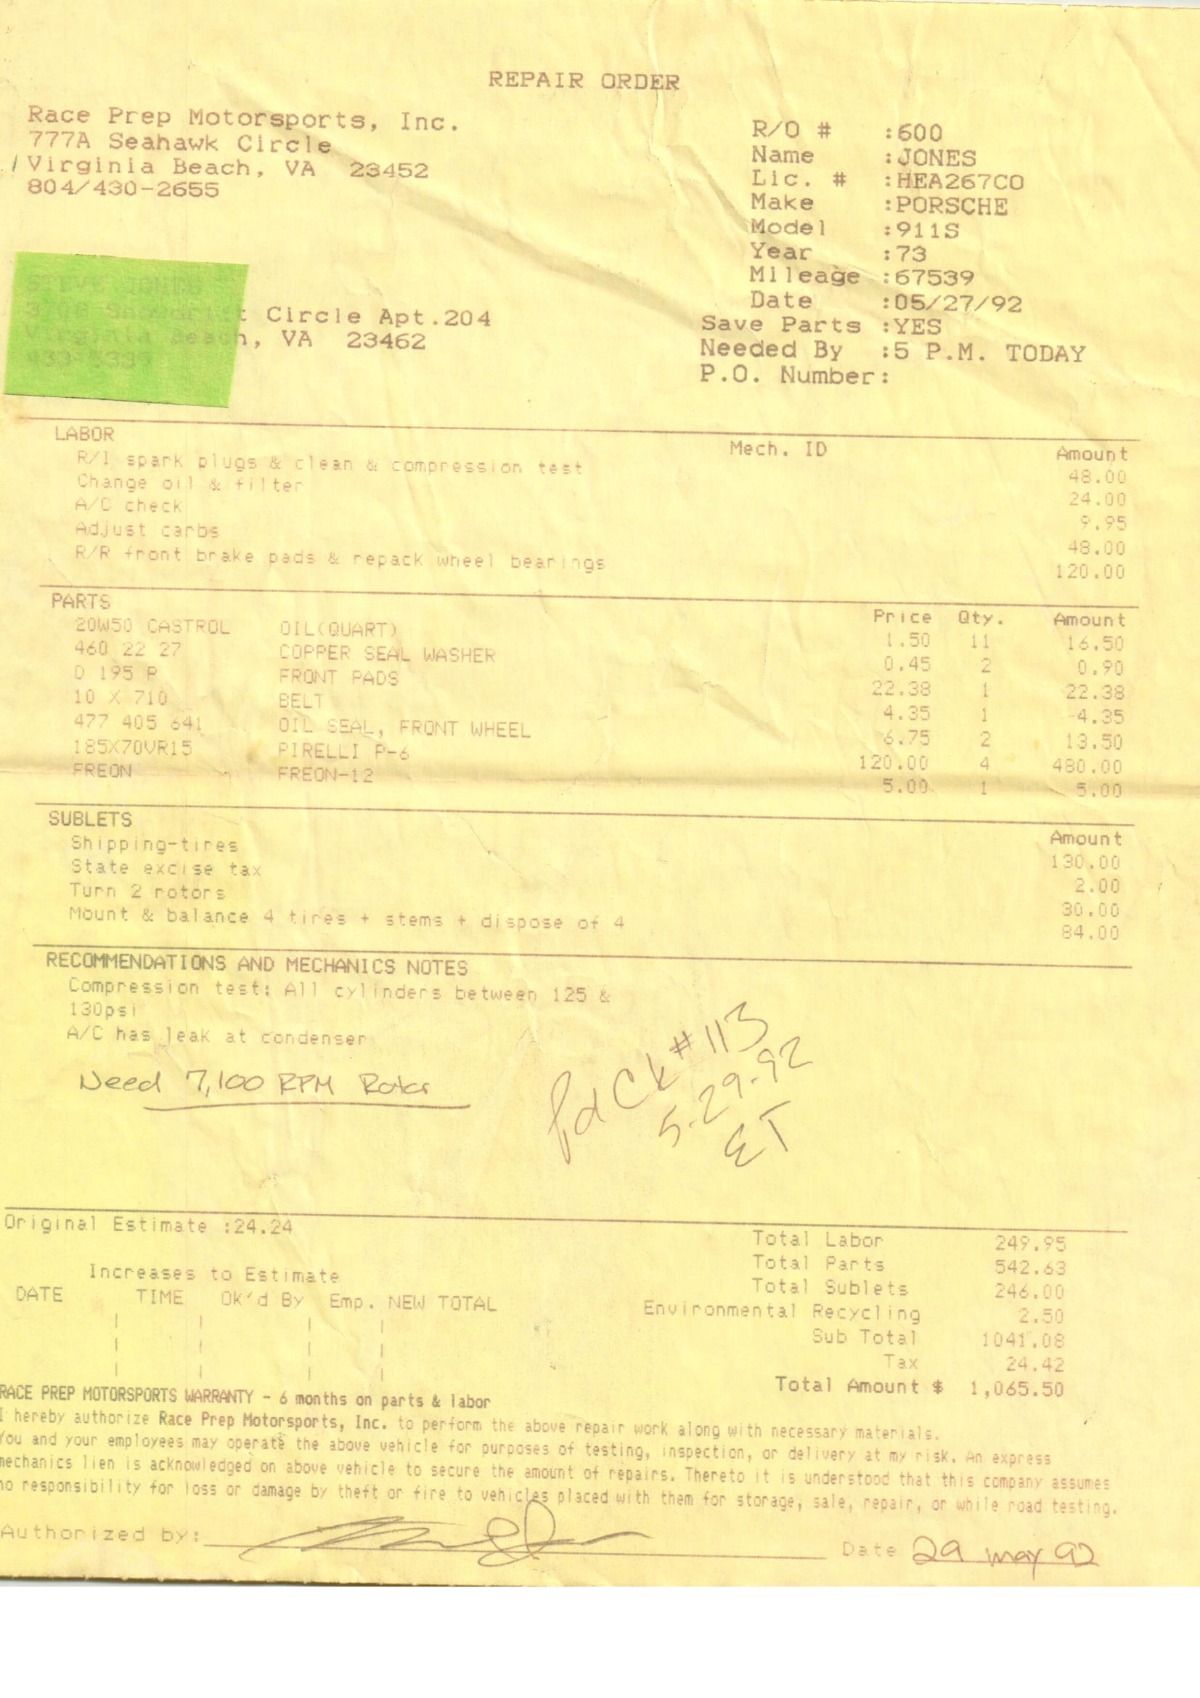 REPAIR ORDER
Race Prep Motorsports, Inc.
777A Seahawk Circle
Virginia Beach, VA 23452
804/430-2655
R/O # :600
Name :JONES
Lic. # :HEA267CO
Make :PORSCHE
Model :911S
Year :73
Mileage :67539
Date :05/27/92
Save Parts :YES
Needed By :5 P.M. TODAY
P.O. Number:
Circle Apt.204
Virginia Beach, VA 23462
LABOR Mech. ID Amount
R/I spark plugs & clean & compression test 48.00
Change oil & filter 24.00
A/C check 9.95
Adjust carbs 48.00
R/R front brake pads & repack wheel bearings 120.00
PARTS Price Qty. Amount
20W50 CASTROL OIL(QUART) 1.50 11 16.50
460 22 27 COPPER SEAL WASHER 0.45 2 0.90
D 195 P FRONT PADS 22.38 1 22.38
10 X 710 BELT 4.35 1 4.35
477 405 641 OIL SEAL, FRONT WHEEL 6.75 2 13.50
185X70VR15 PIRELLI P-6 120.00 4 480.00
FREON FREON-12 5.00 1 5.00
SUBLETS Amount
Shipping-tires 130.00
State excise tax 2.00
Turn 2 rotors 30.00
Mount & balance 4 tires + stems + dispose of 4 84.00
RECOMMENDATIONS AND MECHANICS NOTES
Compression test: All cylinders between 125 &
130psi
A/C has leak at condenser
Need 7,100 RPM Rotor
Pd Ck # 113
5-29-92
ET
Original Estimate :24.24
Increases to Estimate
DATE TIME OK'd By Emp. NEW TOTAL
Total Labor 249.95
Total Parts 542.63
Total Sublets 246.00
Environmental Recycling 2.50
Sub Total 1041.08
Tax 24.42
Total Amount $ 1,065.50
RACE PREP MOTORSPORTS WARRANTY - 6 months on parts & labor
I hereby authorize Race Prep Motorsports, Inc. to perform the above repair work along with necessary materials.
You and your employees may operate the above vehicle for purposes of testing, inspection, or delivery at my risk. An express
mechanics lien is acknowledged on above vehicle to secure the amount of repairs. Thereto it is understood that this company assumes
no responsibility for loss or damage by theft or fire to vehicles placed with them for storage, sale, repair, or while road testing.
Authorized by: Date 29 may 92